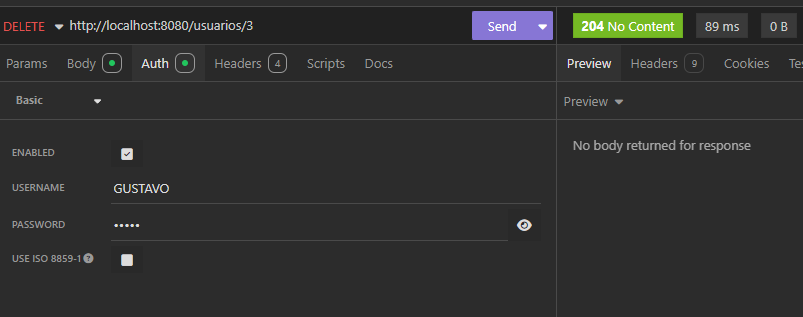 DELETE http://localhost:8080/usuarios/3 Send 204 No Content 89 ms 0 B
Params Body Auth Headers 4 Scripts Docs Preview Headers 9 Cookies Tes
Basic
Preview
ENABLED
No body returned for response
USERNAME GUSTAVO
PASSWORD •••••
USE ISO 8859-1 ?